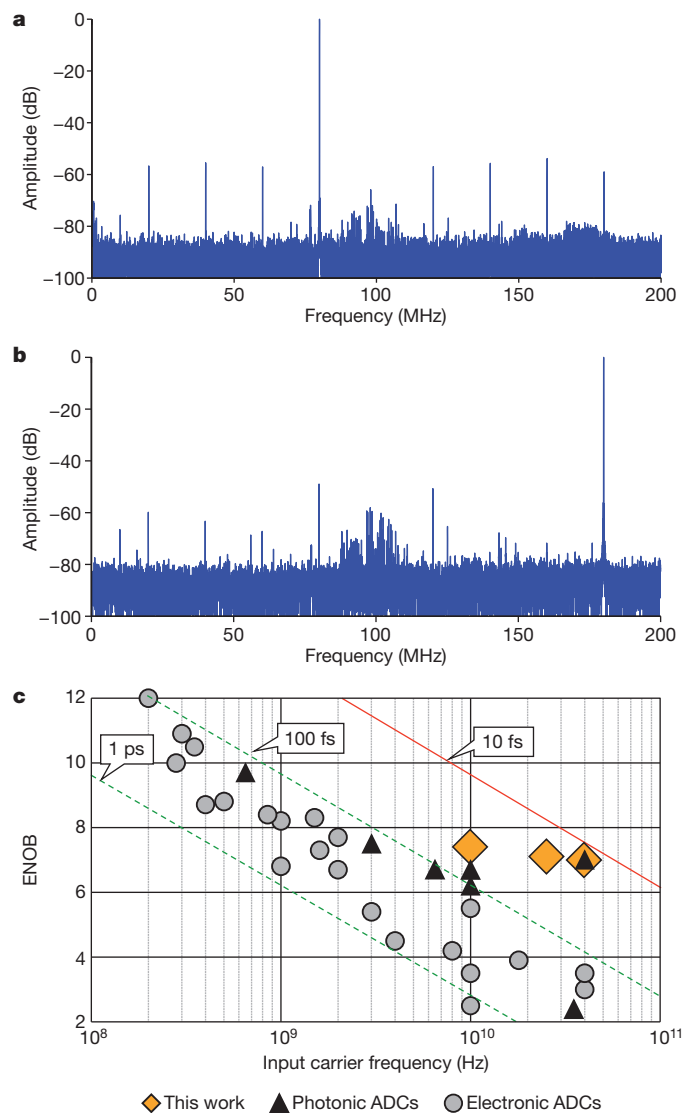 a
0
−20
−40
−60
−80
−100
Amplitude (dB)
0 50 100 150 200
Frequency (MHz)
b
0
−20
−40
−60
−80
−100
Amplitude (dB)
0 50 100 150 200
Frequency (MHz)
c
12
10
8
6
4
2
ENOB
1 ps
100 fs
10 fs
10⁸ 10⁹ 10¹⁰ 10¹¹
Input carrier frequency (Hz)
This work Photonic ADCs Electronic ADCs